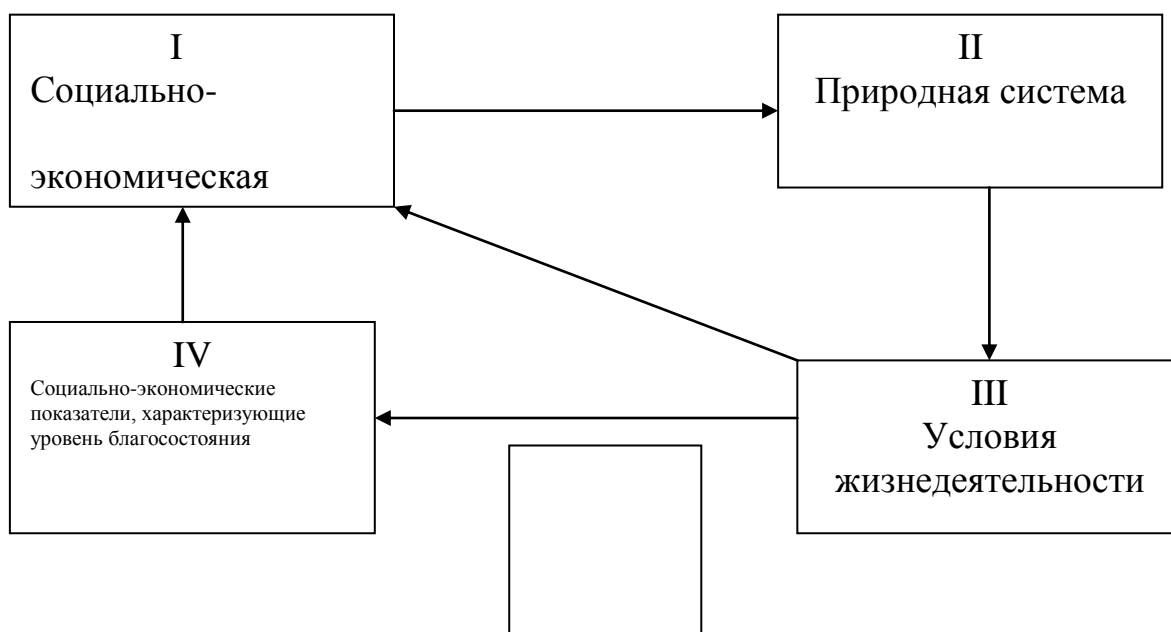 I
Социально-
экономическая
II
Природная система
IV
Социально-экономические
показатели, характеризующие
уровень благосостояния
III
Условия
жизнедеятельности